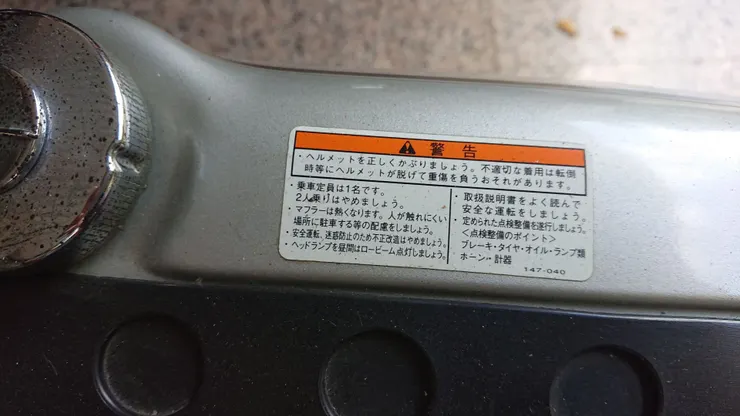 警告
・ヘルメットを正しくかぶりましょう。不適切な着用は転倒
時等にヘルメットが脱げて重傷を負うおそれがあります。
・乗車定員は1名です。
2人乗りはやめましょう。
・マフラーは熱くなります。人が触れにくい
場所に駐車する等の配慮をしましょう。
・安全運転、迷惑防止のため不正改造はやめましょう。
・ヘッドランプを昼間はロービーム点灯しましょう。
・取扱説明書をよく読んで
安全な運転をしましょう。
・定められた点検整備を遂行しましょう。
<点検整備のポイント>
ブレーキ・タイヤ・オイル・ランプ類
ホーン・計器
147-040